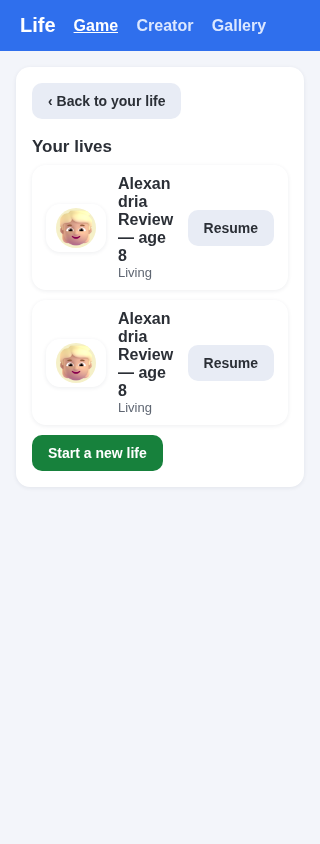 Life Game Creator Gallery
‹ Back to your life
Your lives
Alexan
dria
Review
— age
8
Living
Resume
Alexan
dria
Review
— age
8
Living
Resume
Start a new life